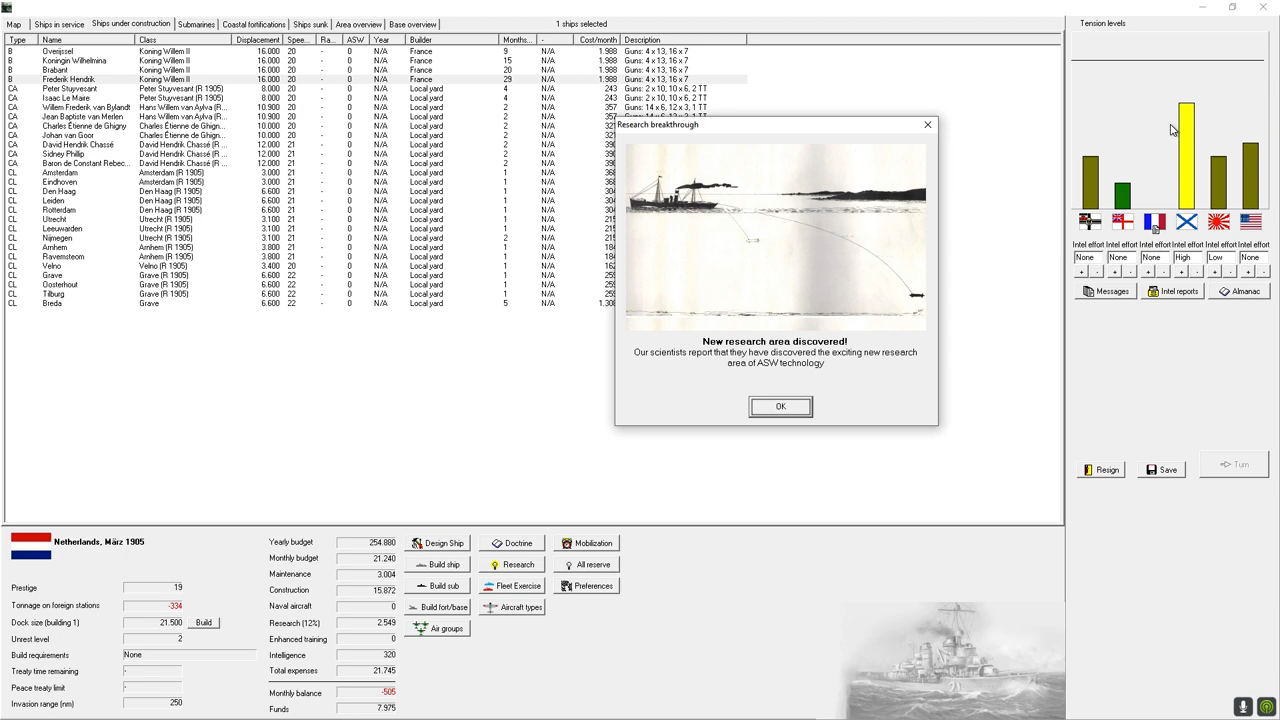 Map Ships in service Ships under construction Submarines Coastal fortifications Ships sunk Area overview Base overview 1 ships selected Tension levels
Type Name Class Displacement Spee... Ra... ASW Year Builder Months... - Cost/month Description
B Overijssel Koning Willem II 16.000 20 - 0 N/A France 9 N/A 1.988 Guns: 4 x 13, 16 x 7
B Koningin Wilhelmina Koning Willem II 16.000 20 - 0 N/A France 15 N/A 1.988 Guns: 4 x 13, 16 x 7
B Brabant Koning Willem II 16.000 20 - 0 N/A France 20 N/A 1.988 Guns: 4 x 13, 16 x 7
B Frederik Hendrik Koning Willem II 16.000 20 - 0 N/A France 29 N/A 1.988 Guns: 4 x 13, 16 x 7
CA Peter Stuyvesant Peter Stuyvesant (R 1905) 8.000 21 - 0 N/A Local yard 4 N/A 243 Guns: 2 x 10, 10 x 6, 2 TT
CA Isaac Le Maire Peter Stuyvesant (R 1905) 8.000 21 - 0 N/A Local yard 4 N/A 243 Guns: 2 x 10, 10 x 6, 2 TT
CA Willem Frederik van Bylandt Hans Willem van Aylva (R... 10.900 20 - 0 N/A Local yard 2 N/A 357 Guns: 14 x 6, 12 x 3, 1 TT
CA Jean Baptiste van Merlen Hans Willem van Aylva (R... 10.900 20 - 0 N/A Local yard 2 N/A 357
CA Charles Étienne de Ghigny Charles Étienne de Ghign... 10.000 20 - 0 N/A Local yard 2 N/A 321
CA Johan van Goor Charles Étienne de Ghign... 10.000 20 - 0 N/A Local yard 2 N/A 321
CA David Hendrik Chassé David Hendrik Chassé (R ... 12.000 21 - 0 N/A Local yard 2 N/A 390
CA Sidney Phillip David Hendrik Chassé (R ... 12.000 21 - 0 N/A Local yard 2 N/A 390
CA Baron de Constant Rebec... David Hendrik Chassé (R ... 12.000 21 - 0 N/A Local yard 2 N/A 390
CL Amsterdam Amsterdam (R 1905) 3.000 21 - 0 N/A Local yard 1 N/A
CL Eindhoven Amsterdam (R 1905) 3.000 21 - 0 N/A Local yard 1 N/A
CL Den Haag Den Haag (R 1905) 6.600 21 - 0 N/A Local yard 1 N/A
CL Leiden Den Haag (R 1905) 6.600 21 - 0 N/A Local yard 1 N/A
CL Rotterdam Den Haag (R 1905) 6.600 21 - 0 N/A Local yard 1 N/A
CL Utrecht Utrecht (R 1905) 3.100 21 - 0 N/A Local yard 1 N/A
CL Leeuwarden Utrecht (R 1905) 3.100 21 - 0 N/A Local yard 1 N/A
CL Nijmegen Utrecht (R 1905) 3.100 21 - 0 N/A Local yard 2 N/A
CL Arnhem Arnhem (R 1905) 3.800 21 - 0 N/A Local yard 1 N/A
CL Ravensteom Arnhem (R 1905) 3.800 21 - 0 N/A Local yard 1 N/A
CL Velno Velno (R 1905) 3.400 20 - 0 N/A Local yard 1 N/A
CL Grave Grave (R 1905) 6.600 22 - 0 N/A Local yard 1 N/A
CL Oosterhout Grave (R 1905) 6.600 22 - 0 N/A Local yard 1 N/A
CL Tilburg Grave (R 1905) 6.600 22 - 0 N/A Local yard 1 N/A
CL Breda Grave 6.600 22 - 0 N/A Local yard 5 N/A
Research breakthrough
New research area discovered!
Our scientists report that they have discovered the exciting new research
area of ASW technology
OK
Intel effort Intel effort Intel effort Intel effort Intel effort Intel effort
None None None High Low None
+ - + - + - + - + - + -
Messages Intel reports Almanac
Resign Save Turn
Netherlands, März 1905
Prestige 19
Tonnage on foreign stations -334
Dock size (building 1) 21.500 Build
Unrest level 2
Build requirements None
Treaty time remaining -
Peace treaty limit -
Invasion range (nm) 250
Yearly budget 254.880
Monthly budget 21.240
Maintenance 3.004
Construction 15.872
Naval aircraft 0
Research (12%) 2.549
Enhanced training 0
Intelligence 320
Total expenses 21.745
Monthly balance -505
Funds 7.975
Design Ship Doctrine Mobilization
Build ship Research All reserve
Build sub Fleet Exercise Preferences
Build fort/base Aircraft types
Air groups